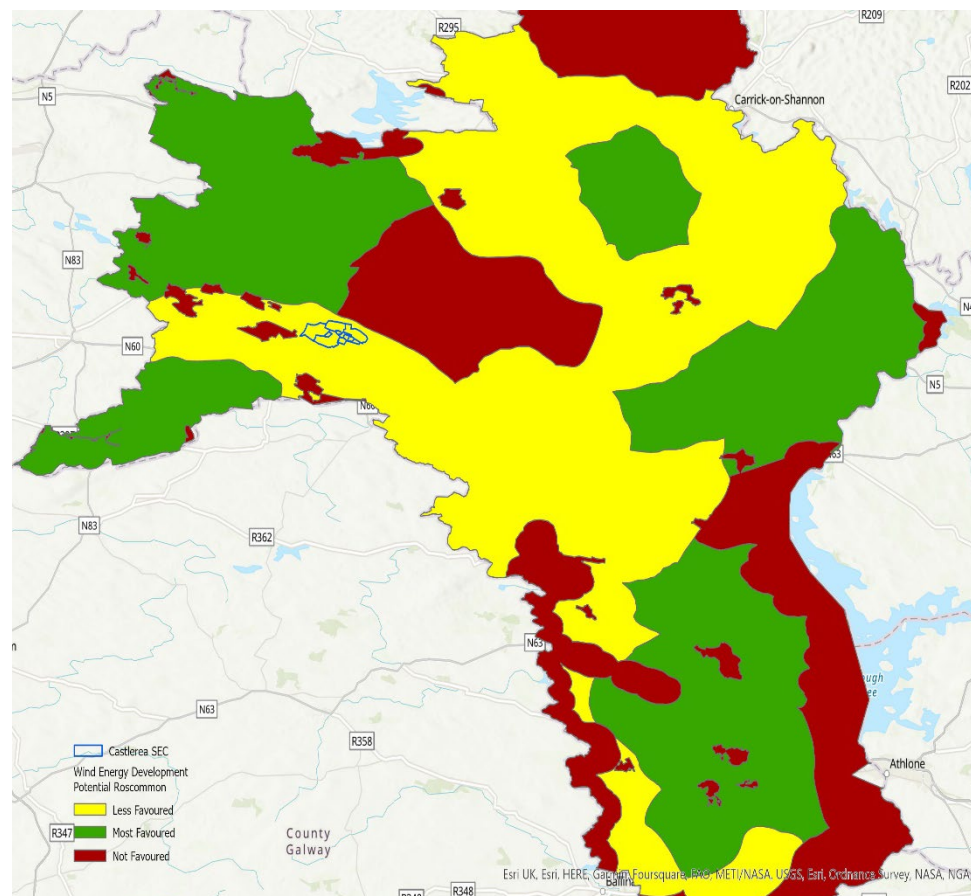 R295
R209
N5
R202
Carrick-on-Shannon
N83
N4
N60
N5
N63
N83
R362
N63
N63
R358
Castlerea SEC
Wind Energy Development
Potential Roscommon
Less Favoured
Most Favoured
Not Favoured
Athlone
R347
County
Galway
Esri UK, Esri, HERE, Garmin, Foursquare, FAO, METI/NASA, USGS, Esri, Ordnance Survey, NASA, NGA
R348